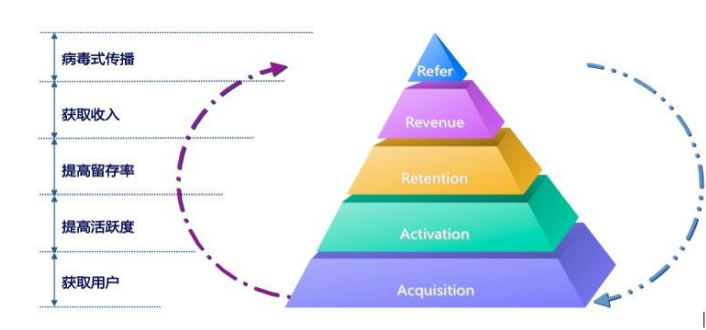 病毒式传播
Refer
获取收入
Revenue
提高留存率
Retention
提高活跃度
Activation
获取用户
Acquisition